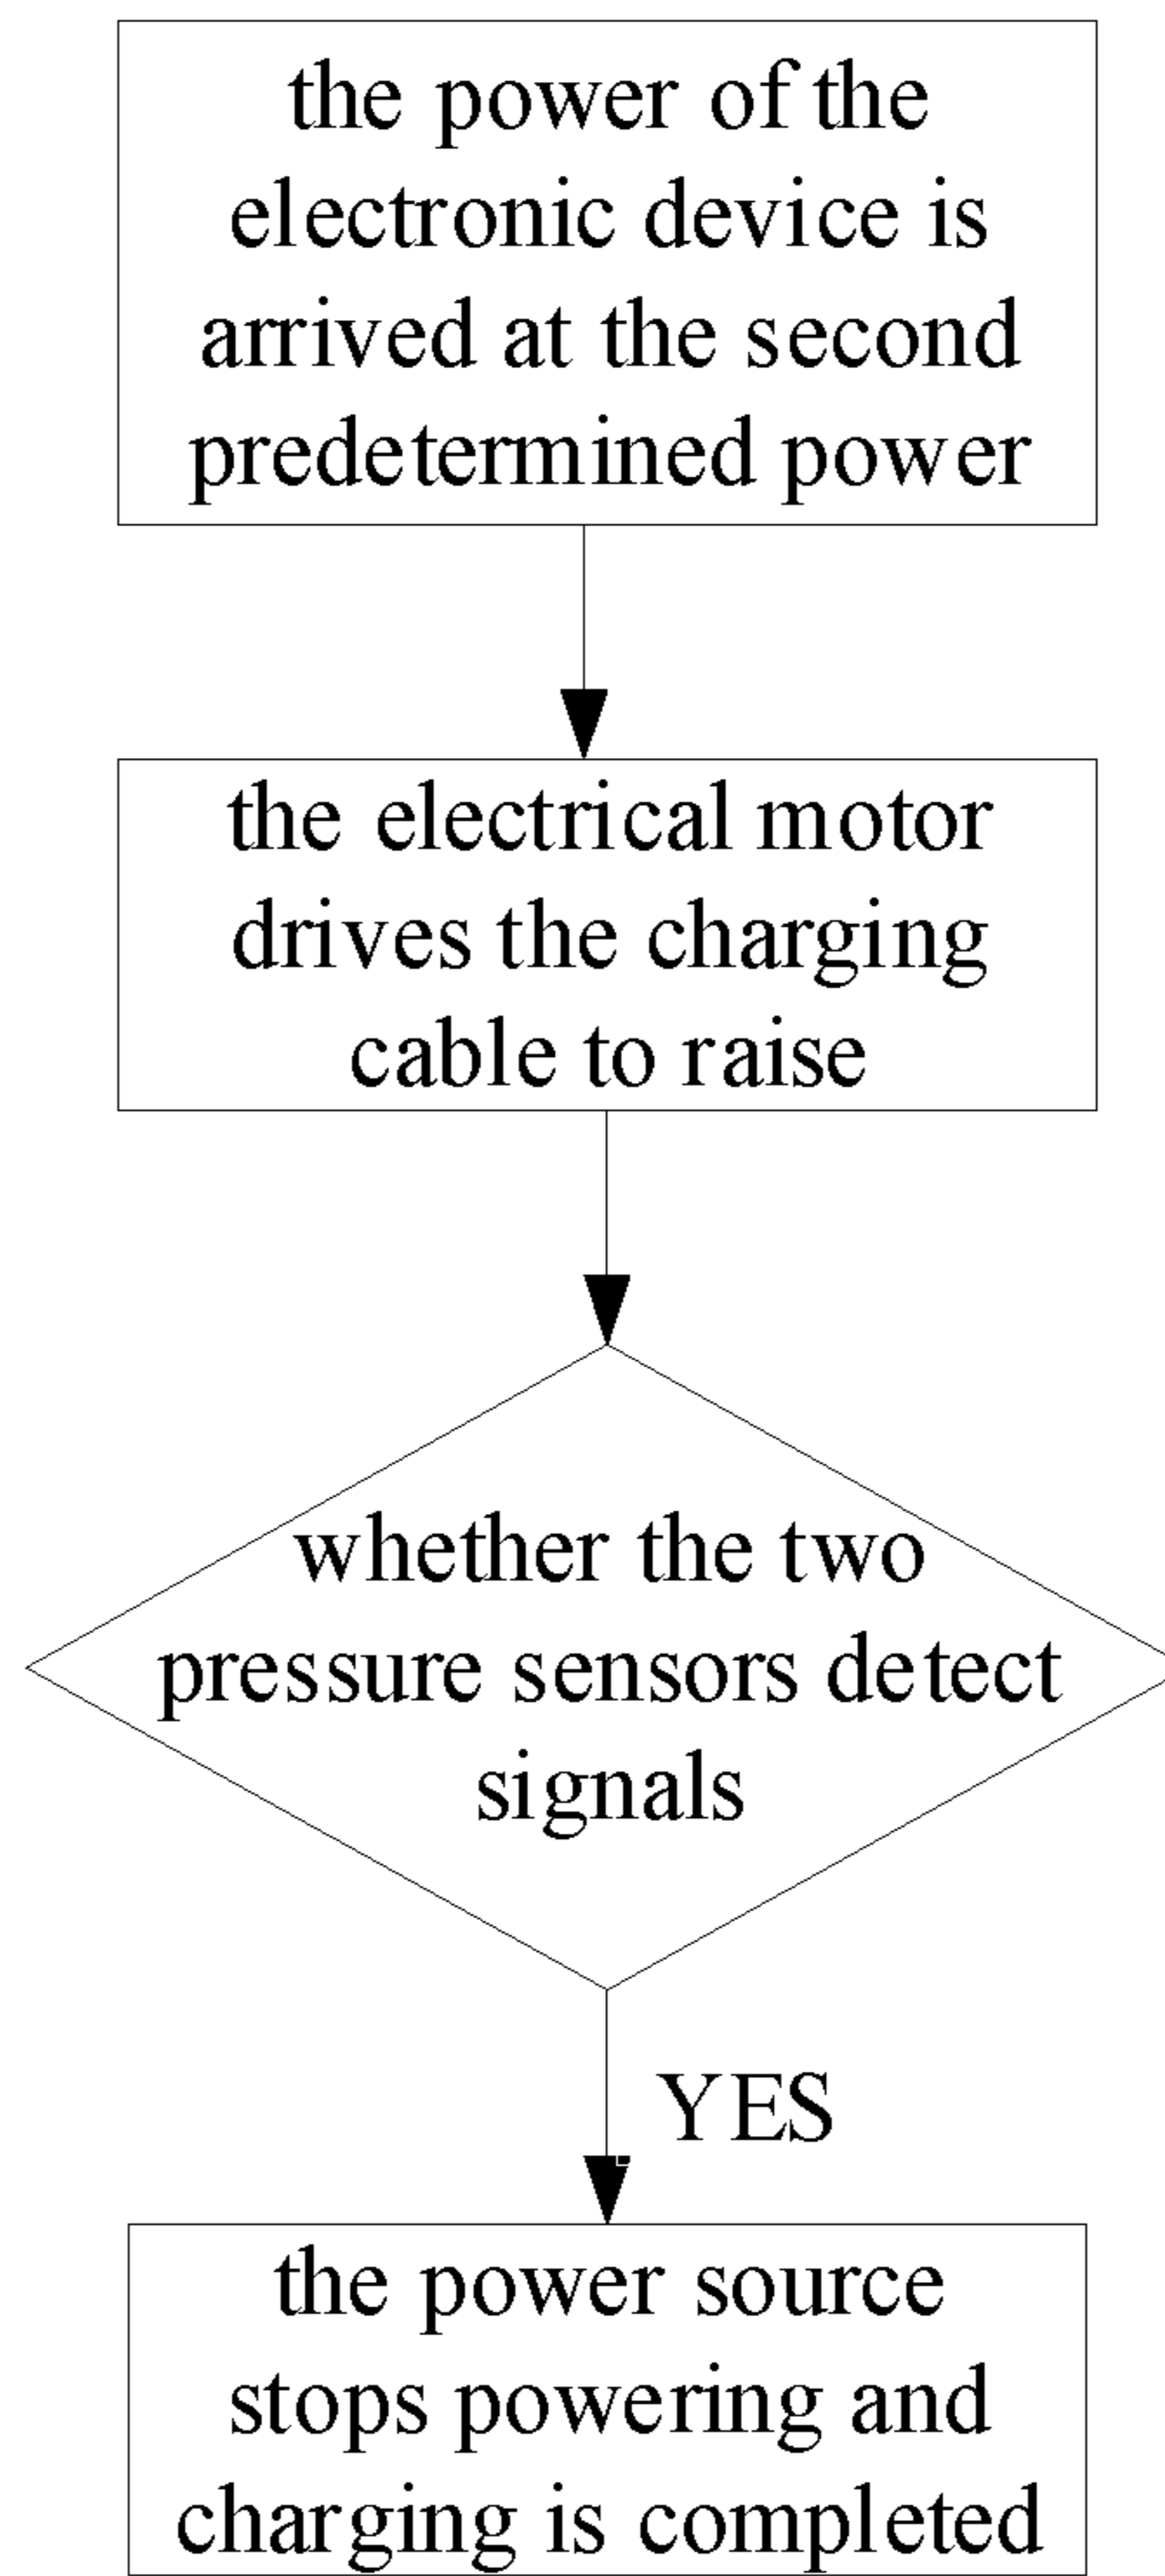 the power of the
electronic device is
arrived at the second
predetermined power
the electrical motor
drives the charging
cable to raise
whether the two
pressure sensors detect
signals
YES
the power source
stops powering and
charging is completed